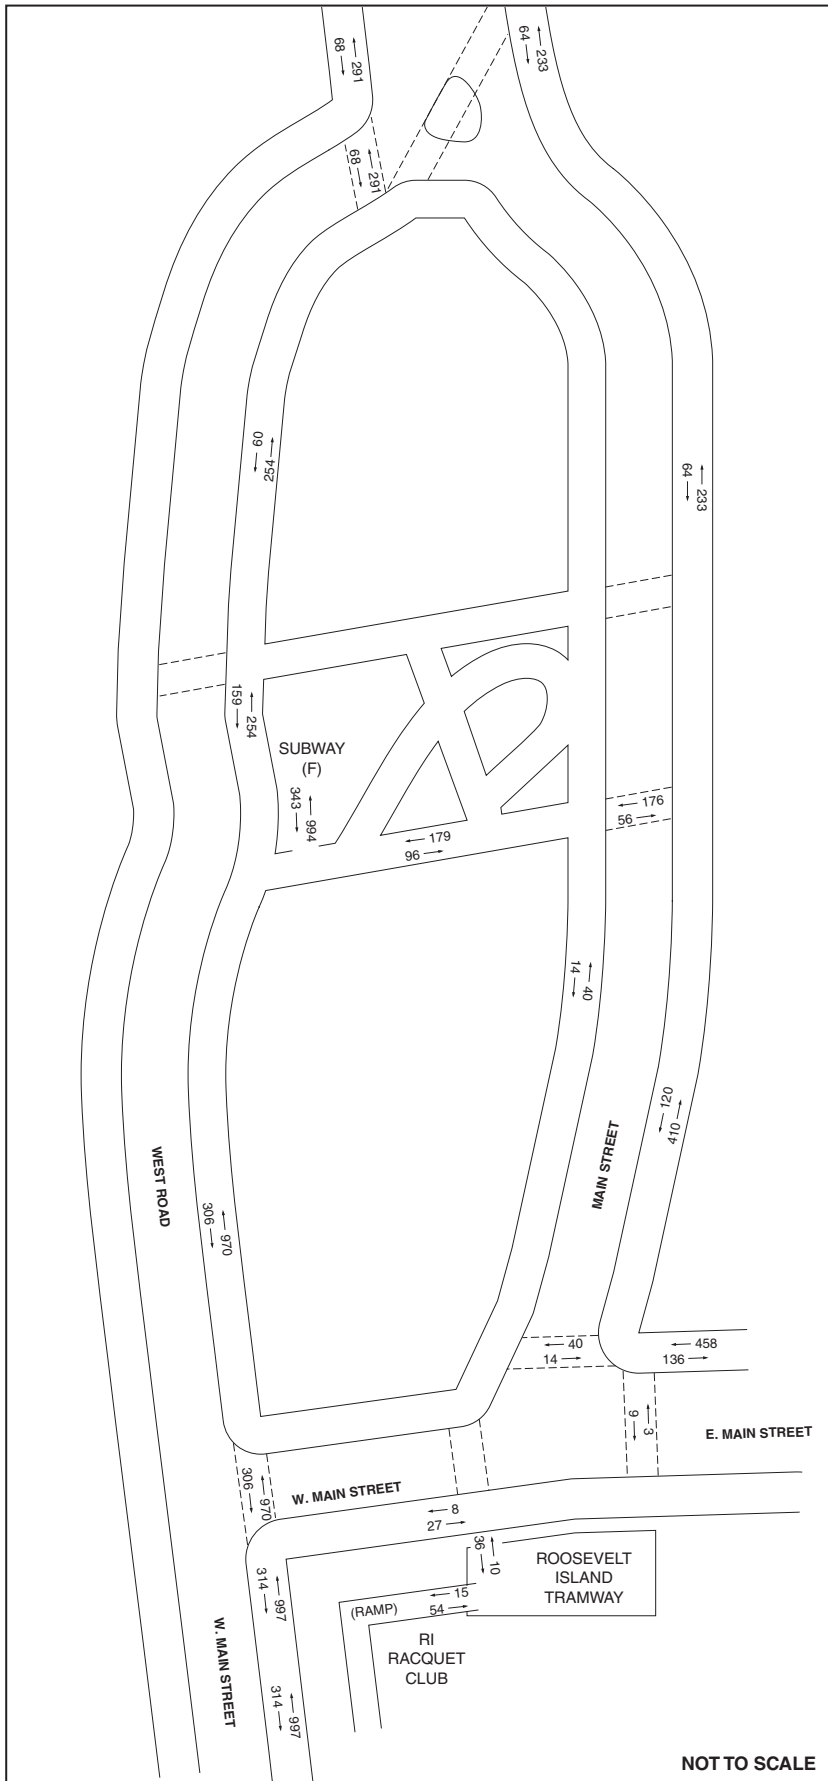 68
291
64
233
68
291
60
254
64
233
159
254
SUBWAY
(F)
343
994
176
56
179
96
14
40
120
410
MAIN STREET
WEST ROAD
306
970
40
14
458
136
9
3
E. MAIN STREET
306
970
W. MAIN STREET
8
27
36
10
ROOSEVELT
ISLAND
TRAMWAY
314
997
15
54
(RAMP)
RI
RACQUET
CLUB
W. MAIN STREET
314
997
NOT TO SCALE